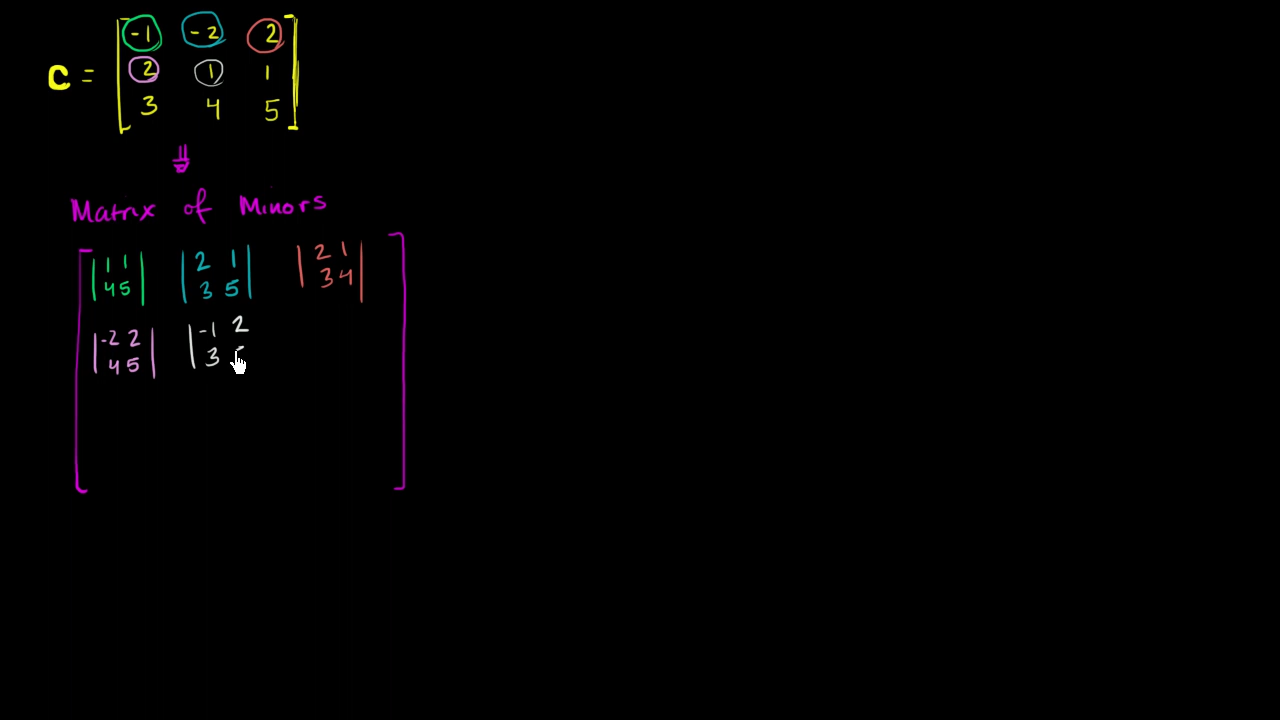 -1 -2 2
C = 2 1 1
3 4 5
⇓
Matrix of Minors
1 1 2 1 2 1
4 5 3 5 3 4
-2 2 -1 2
4 5 3